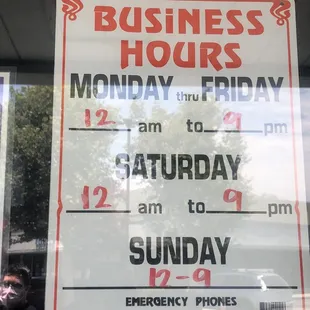 BUSINESS
HOURS
MONDAY thru FRIDAY
12 am to 9 pm
SATURDAY
12 am to 9 pm
SUNDAY
12-9
EMERGENCY PHONES